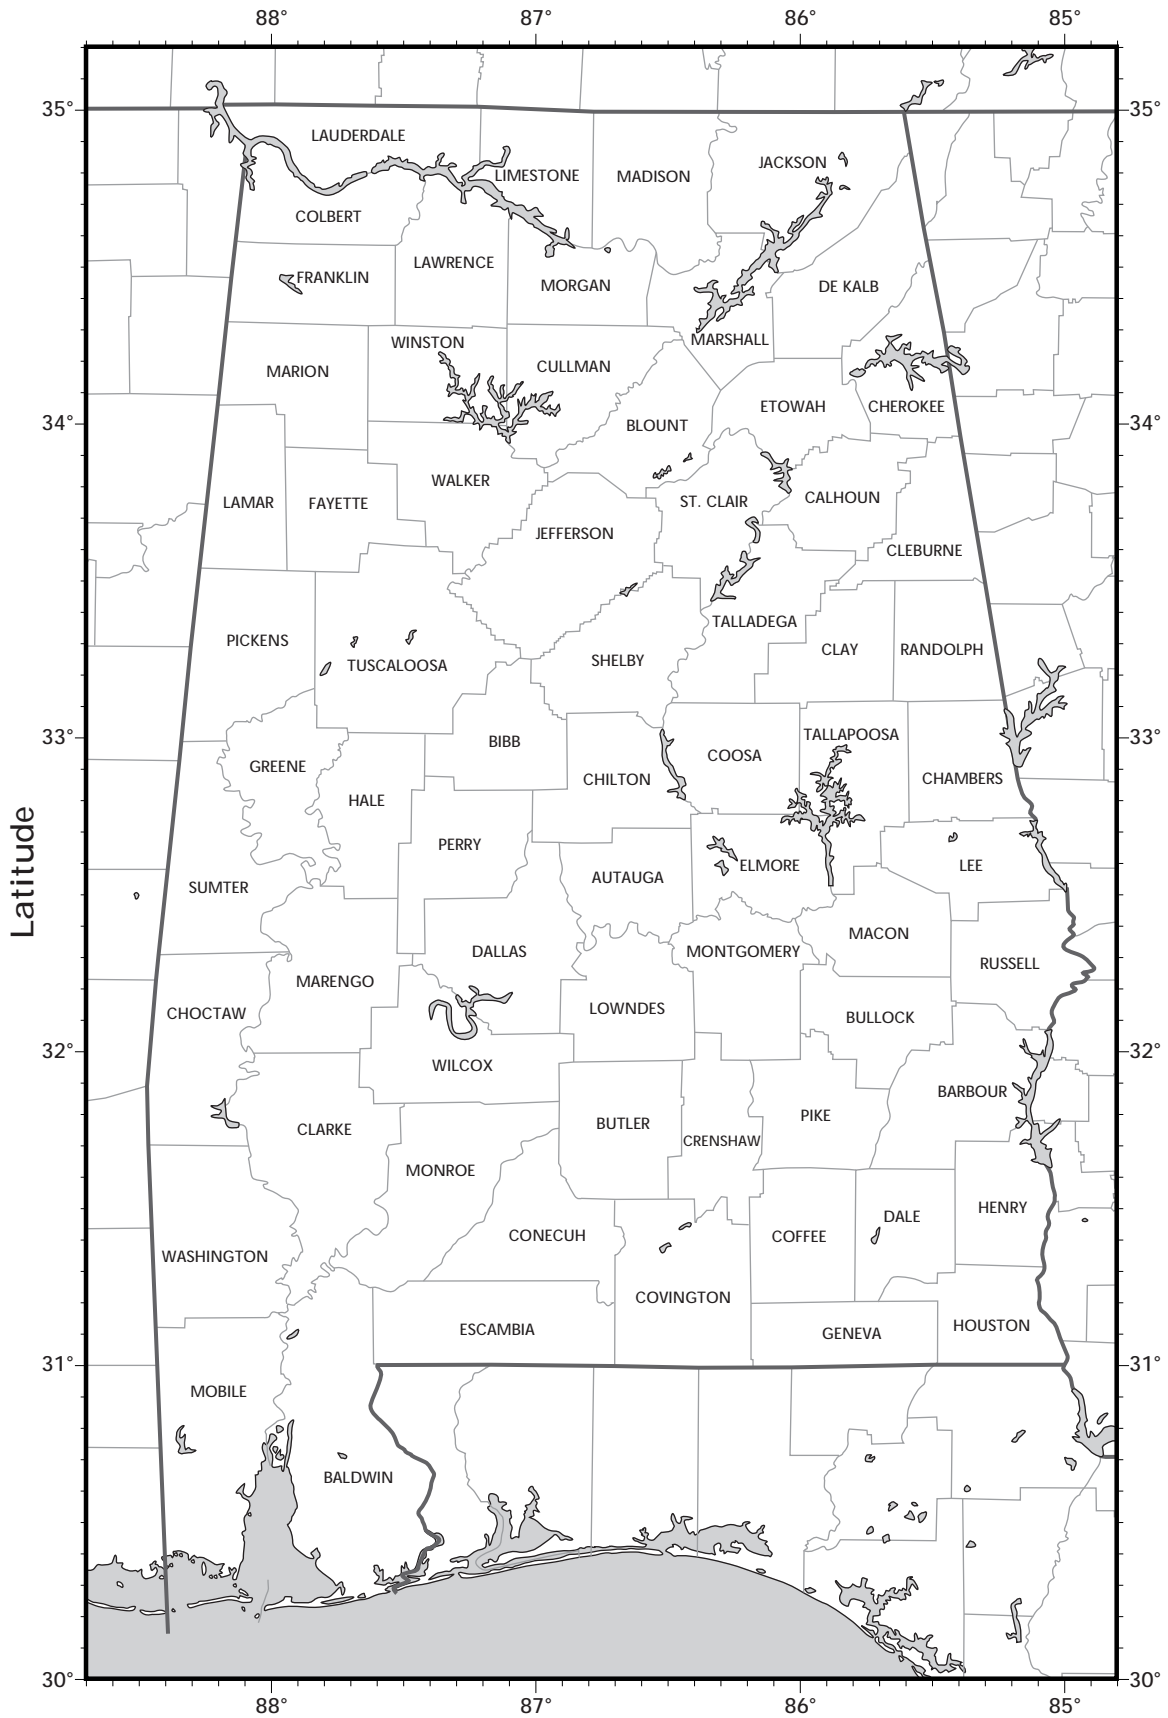 88° 87° 86° 85°
35° 35°
LAUDERDALE
JACKSON
LIMESTONE MADISON
COLBERT
LAWRENCE
FRANKLIN
MORGAN DE KALB
WINSTON MARSHALL
MARION CULLMAN
ETOWAH CHEROKEE
34° BLOUNT 34°
WALKER
LAMAR FAYETTE ST. CLAIR CALHOUN
JEFFERSON
CLEBURNE
TALLADEGA
PICKENS CLAY RANDOLPH
TUSCALOOSA SHELBY
33° BIBB TALLAPOOSA 33°
COOSA
GREENE CHILTON CHAMBERS
HALE
PERRY
Latitude
ELMORE LEE
SUMTER AUTAUGA
MACON
DALLAS MONTGOMERY
RUSSELL
MARENGO
CHOCTAW LOWNDES BULLOCK
32° 32°
WILCOX
BARBOUR
CLARKE BUTLER PIKE
CRENSHAW
MONROE
HENRY
DALE
CONECUH COFFEE
WASHINGTON
COVINGTON
ESCAMBIA GENEVA HOUSTON
31° 31°
MOBILE
BALDWIN
30° 30°
88° 87° 86° 85°